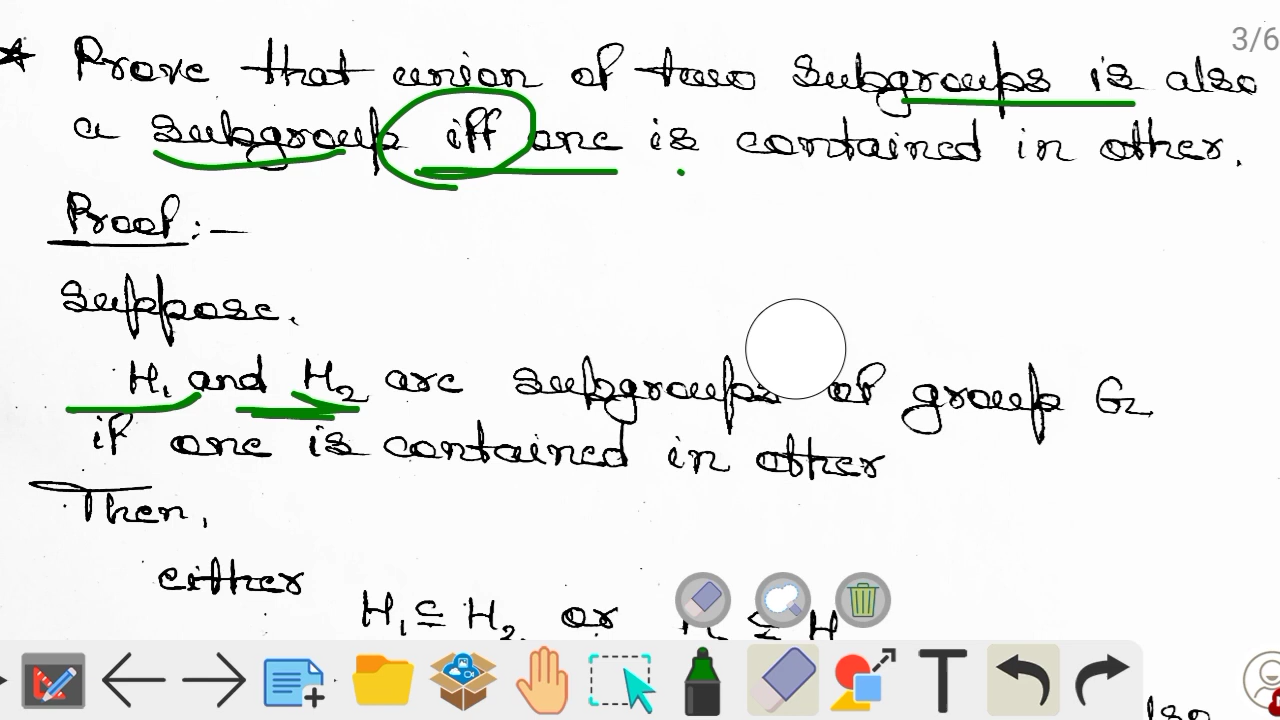 3/6
* Prove that union of two subgroups is also
a subgroup iff one is contained in other.
Proof :-
Suppose.
H₁ and H₂ are subgroups of group G
if one is contained in other
Then,
either
H₁ ⊆ H₂ or H
T